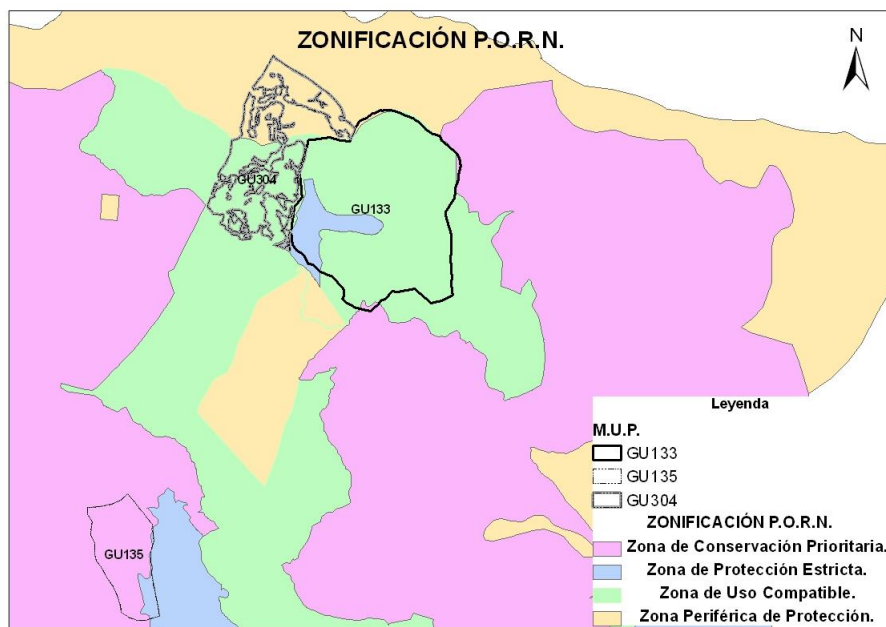 ZONIFICACIÓN P.O.R.N.
N
GU304
GU133
GU135
Leyenda
M.U.P.
GU133
GU135
GU304
ZONIFICACIÓN P.O.R.N.
Zona de Conservación Prioritaria.
Zona de Protección Estricta.
Zona de Uso Compatible.
Zona Periférica de Protección.